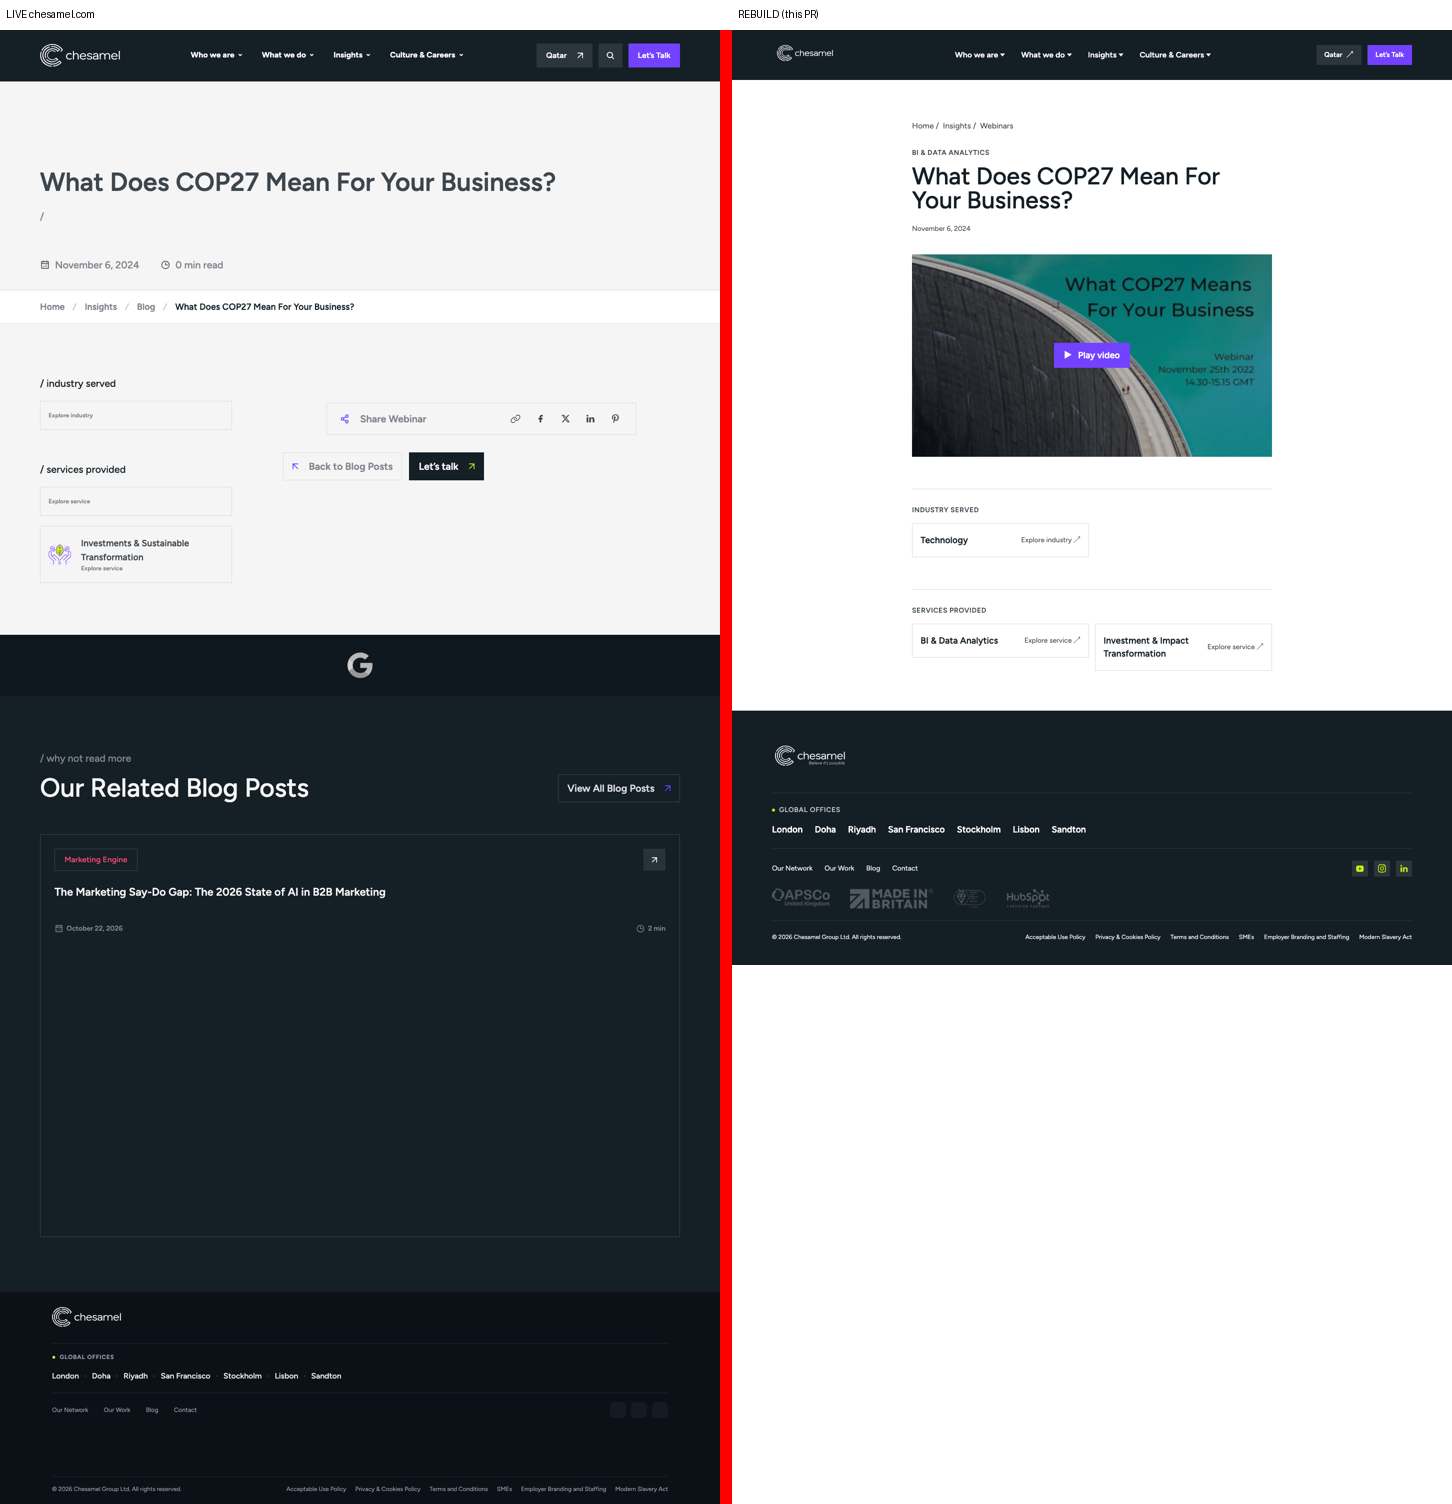 LIVE chesamel.com
chesamel
Who we are
What we do
Insights
Culture & Careers
Qatar
Let's Talk
What Does COP27 Mean For Your Business?
/
November 6, 2024
0 min read
Home / Insights / Blog / What Does COP27 Mean For Your Business?
/ industry served
Explore industry
/ services provided
Explore service
Investments & Sustainable
Transformation
Explore service
Share Webinar
Back to Blog Posts
Let's talk
G
/ why not read more
Our Related Blog Posts
View All Blog Posts
Marketing Engine
The Marketing Say-Do Gap: The 2026 State of AI in B2B Marketing
October 22, 2026
2 min
chesamel
GLOBAL OFFICES
London Doha Riyadh San Francisco Stockholm Lisbon Sandton
Our Network Our Work Blog Contact
© 2026 Chesamel Group Ltd. All rights reserved.
Acceptable Use Policy Privacy & Cookies Policy Terms and Conditions SMEs Employer Branding and Staffing Modern Slavery Act
REBUILD (this PR)
chesamel
Who we are
What we do
Insights
Culture & Careers
Qatar
Let's Talk
Home / Insights / Webinars
BI & DATA ANALYTICS
What Does COP27 Mean For
Your Business?
November 6, 2024
What COP27 Means
For Your Business
Play video
Webinar
November 25th 2022
14.30-15.15 GMT
INDUSTRY SERVED
Technology
Explore industry
SERVICES PROVIDED
BI & Data Analytics
Explore service
Investment & Impact
Transformation
Explore service
chesamel
Believe it's possible
GLOBAL OFFICES
London Doha Riyadh San Francisco Stockholm Lisbon Sandton
Our Network Our Work Blog Contact
APSCo
United Kingdom
MADE IN
BRITAIN
HubSpot
© 2026 Chesamel Group Ltd. All rights reserved.
Acceptable Use Policy Privacy & Cookies Policy Terms and Conditions SMEs Employer Branding and Staffing Modern Slavery Act